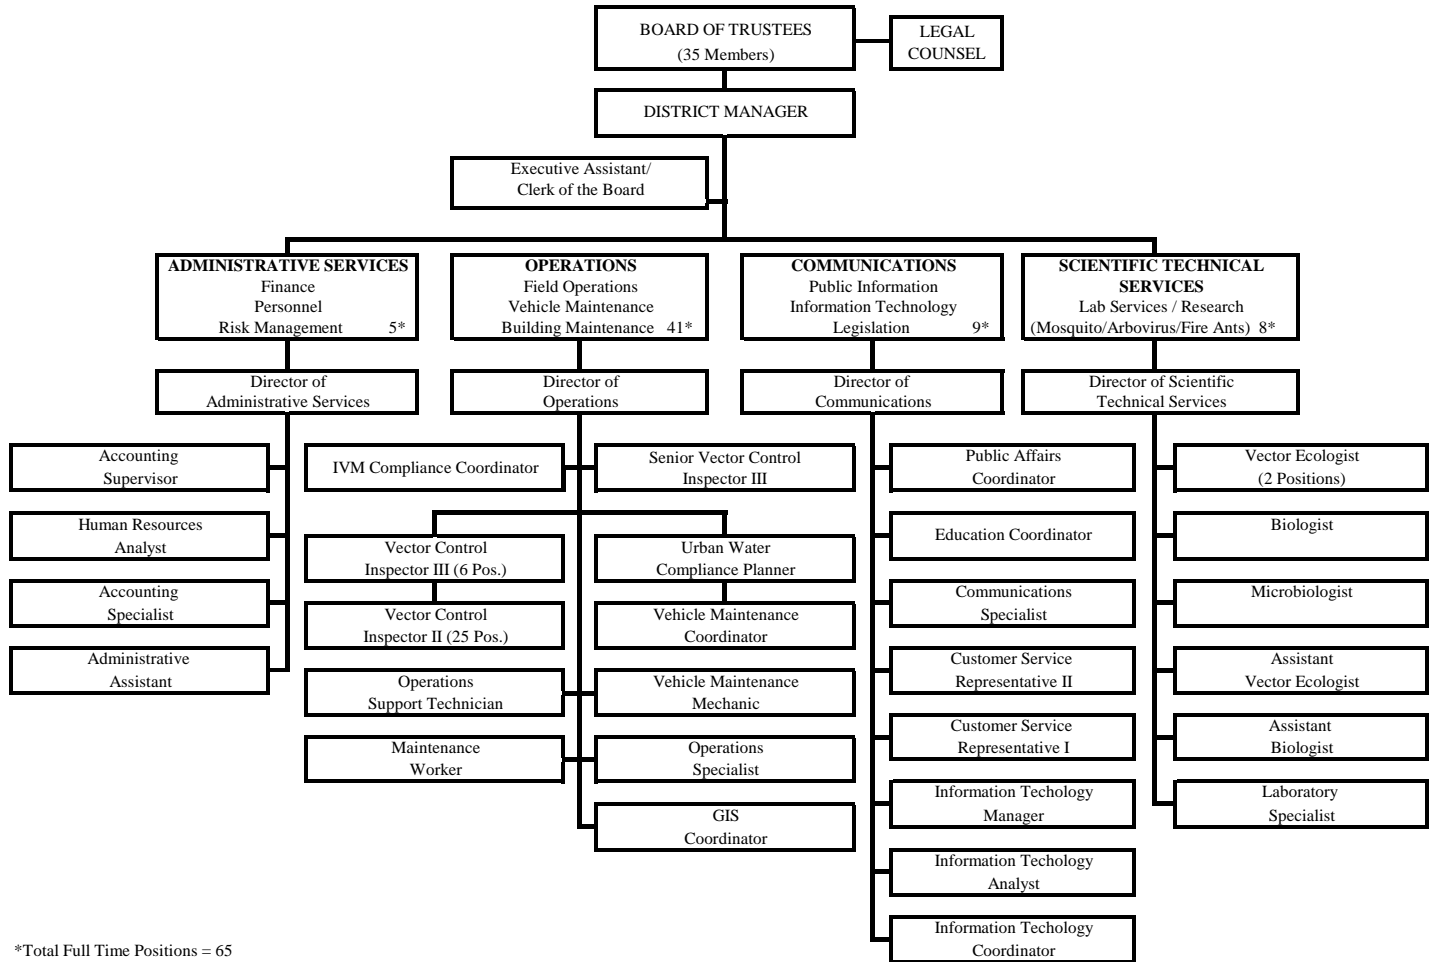 BOARD OF TRUSTEES
(35 Members)
LEGAL
COUNSEL
DISTRICT MANAGER
Executive Assistant/
Clerk of the Board
ADMINISTRATIVE SERVICES
Finance
Personnel
Risk Management 5*
OPERATIONS
Field Operations
Vehicle Maintenance
Building Maintenance 41*
COMMUNICATIONS
Public Information
Information Technology
Legislation 9*
SCIENTIFIC TECHNICAL
SERVICES
Lab Services / Research
(Mosquito/Arbovirus/Fire Ants) 8*
Director of
Administrative Services
Director of
Operations
Director of
Communications
Director of Scientific
Technical Services
Accounting
Supervisor
Human Resources
Analyst
Accounting
Specialist
Administrative
Assistant
IVM Compliance Coordinator
Senior Vector Control
Inspector III
Vector Control
Inspector III (6 Pos.)
Urban Water
Compliance Planner
Vector Control
Inspector II (25 Pos.)
Vehicle Maintenance
Coordinator
Operations
Support Technician
Vehicle Maintenance
Mechanic
Maintenance
Worker
Operations
Specialist
GIS
Coordinator
Public Affairs
Coordinator
Education Coordinator
Communications
Specialist
Customer Service
Representative II
Customer Service
Representative I
Information Techology
Manager
Information Techology
Analyst
Information Techology
Coordinator
Vector Ecologist
(2 Positions)
Biologist
Microbiologist
Assistant
Vector Ecologist
Assistant
Biologist
Laboratory
Specialist
*Total Full Time Positions = 65